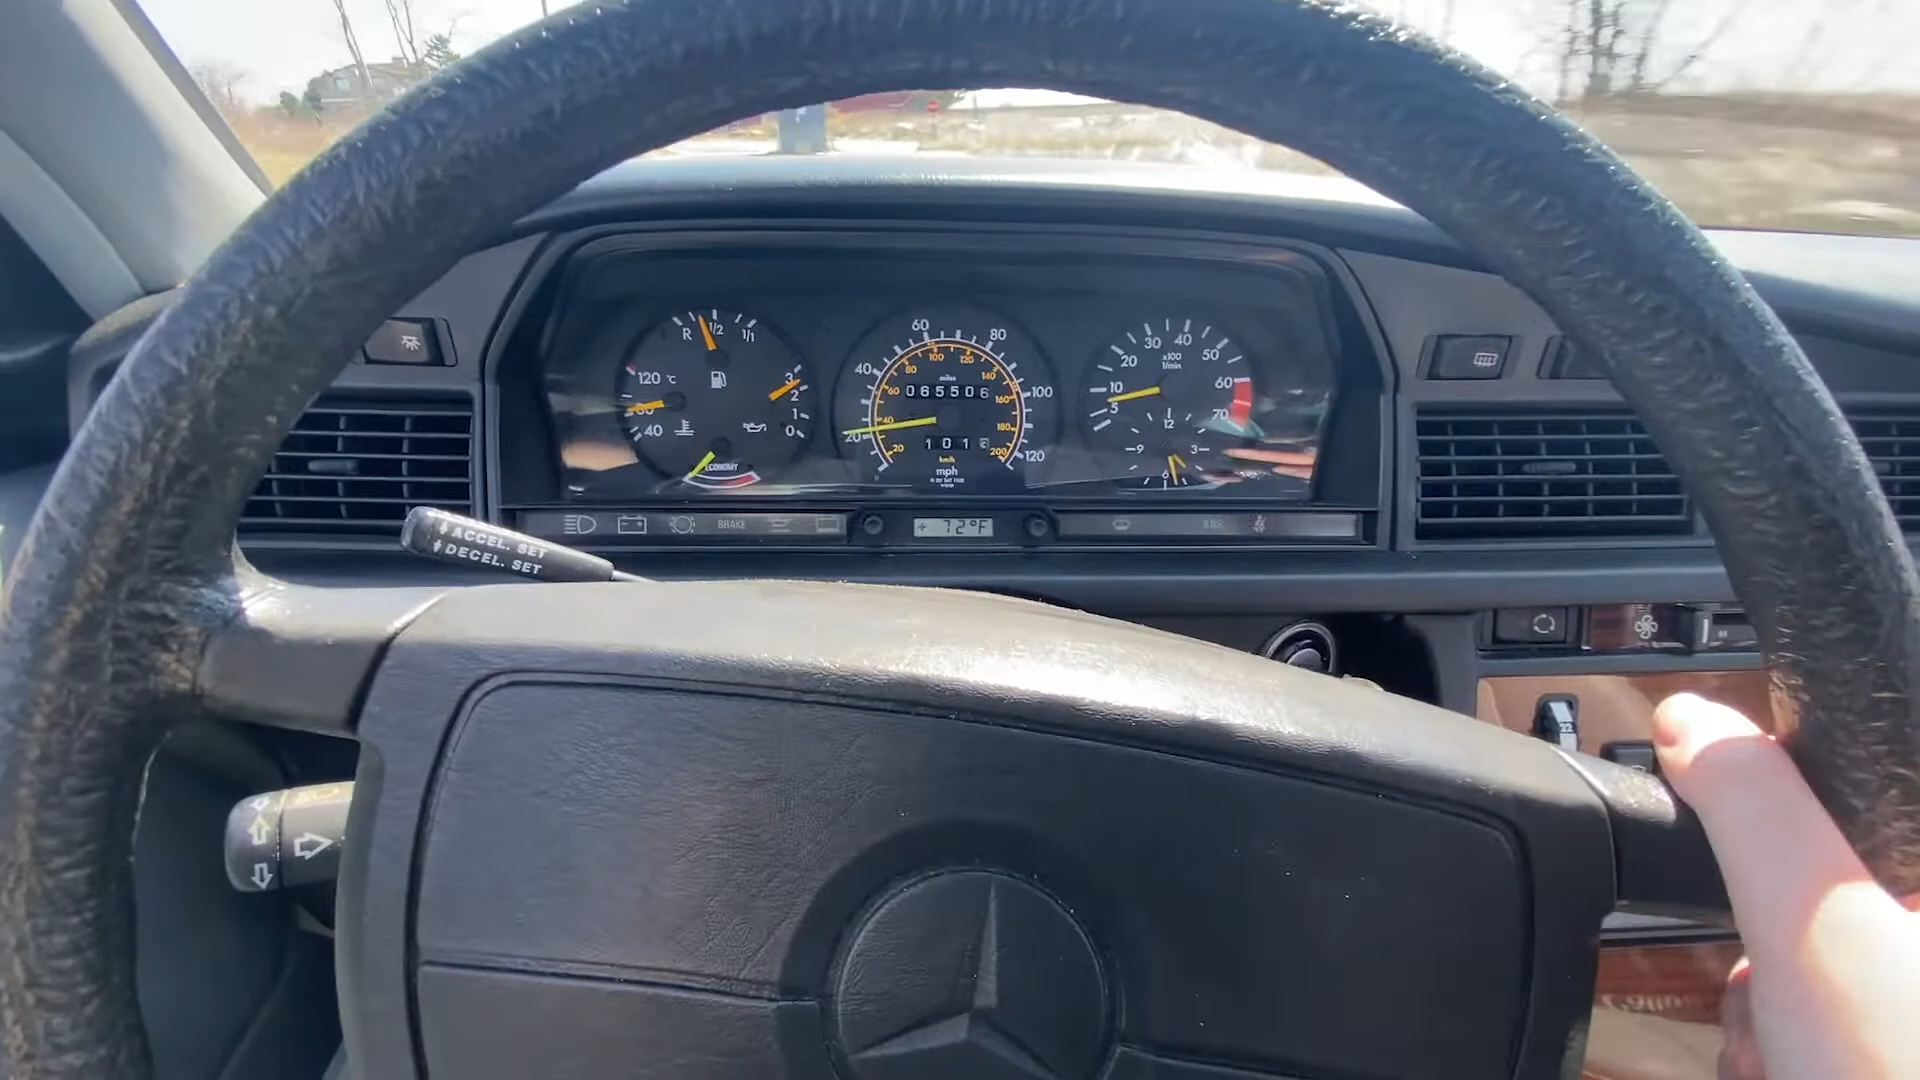 R 1/2 1/1
120 °C
80
40
3
2
1
0
ECONOMY
20 40 60 80 100 120
20 40 60 80 100 120 140 160 180 200
miles
065506
101
km/h
mph
5 10 20 30 40 50 60 70
x100
1/min
12
3
6
9
BRAKE
+ 72°F
ACCEL. SET
DECEL. SET